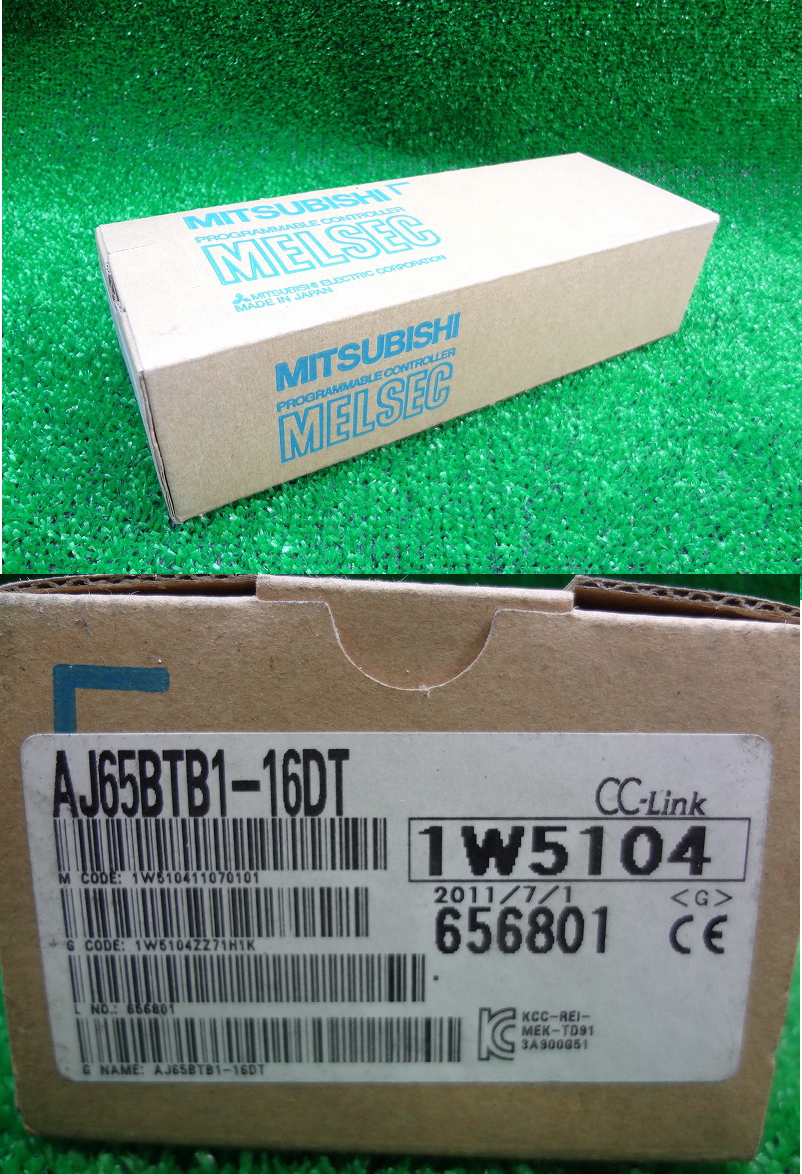 MITSUBISHI
PROGRAMMABLE CONTROLLER
MELSEC
MITSUBISHI ELECTRIC CORPORATION
MADE IN JAPAN
MITSUBISHI
PROGRAMMABLE CONTROLLER
MELSEC
AJ65BTB1-16DT
CC-Link
1W5104
M CODE: 1W510411070101
2011/7/1 <G>
656801 CE
G CODE: 1W5104ZZ71H1K
L NO.: 656801
KCC-REI-
MEK-TD91
3A900G51
G NAME: AJ65BTB1-16DT